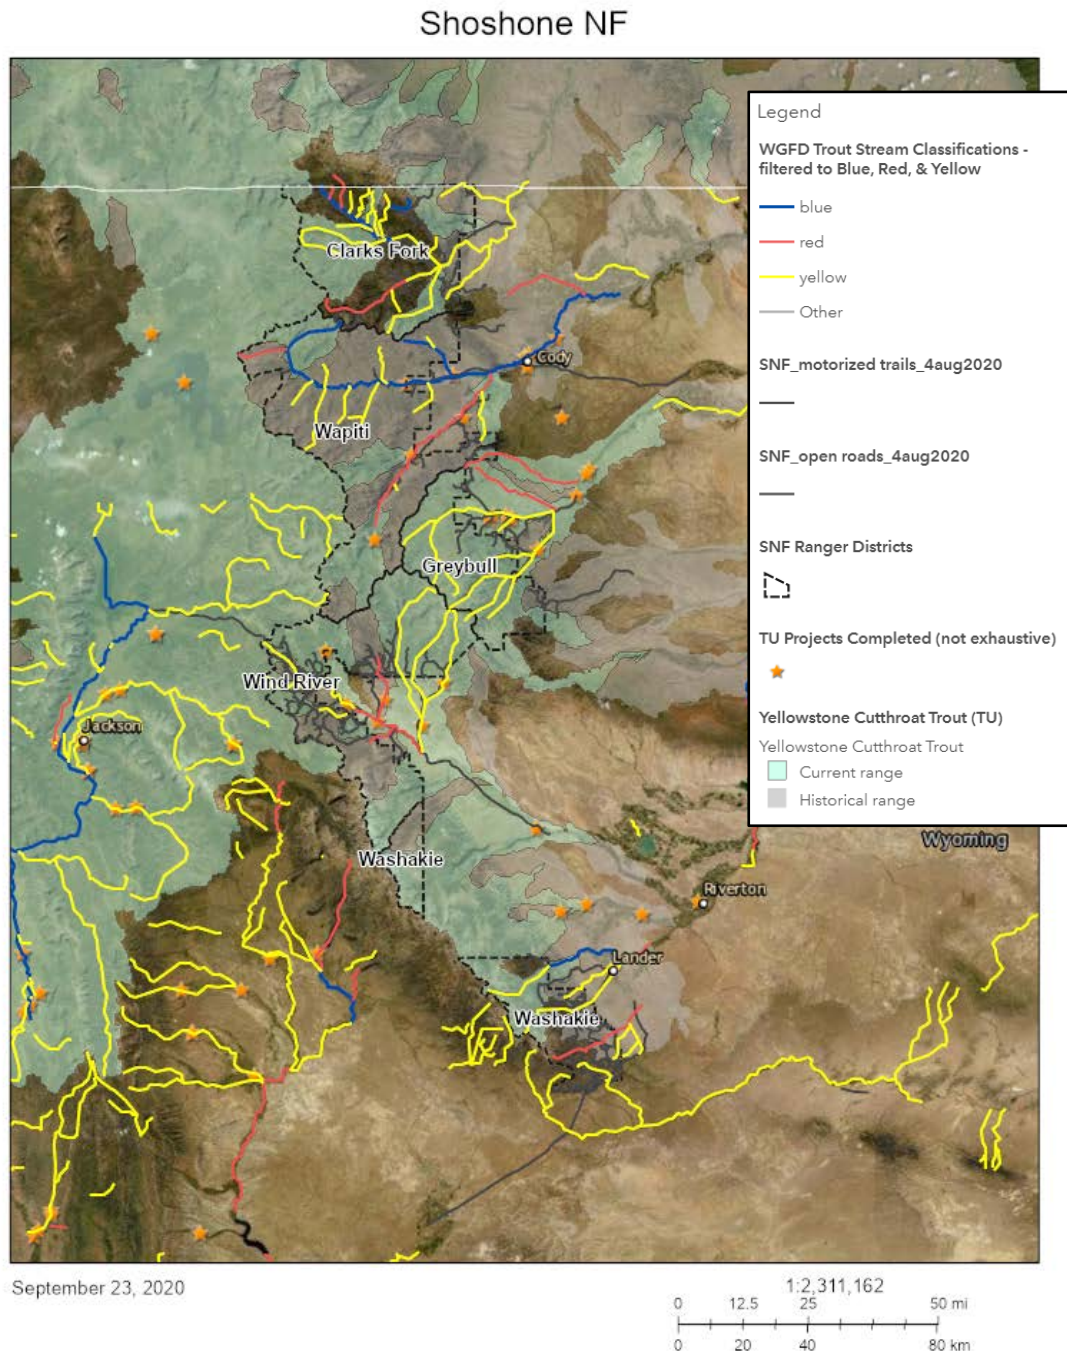 Shoshone NF
Legend
WGFD Trout Stream Classifications -
filtered to Blue, Red, & Yellow
blue
red
yellow
Other
SNF_motorized trails_4aug2020
SNF_open roads_4aug2020
SNF Ranger Districts
TU Projects Completed (not exhaustive)
Yellowstone Cutthroat Trout (TU)
Yellowstone Cutthroat Trout
Current range
Historical range
Clarks Fork
Cody
Wapiti
Greybull
Wind River
Jackson
Washakie
Wyoming
Riverton
Lander
Washakie
September 23, 2020
1:2,311,162
0 12.5 25 50 mi
0 20 40 80 km